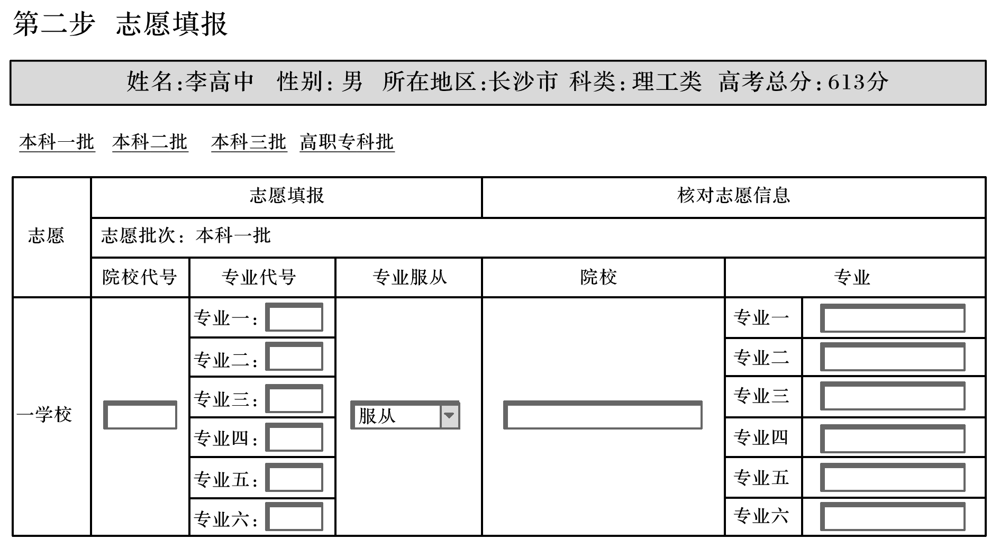 第二步 志愿填报
姓名:李高中 性别: 男 所在地区:长沙市 科类: 理工类 高考总分: 613分
本科一批 本科二批 本科三批 高职专科批
志愿 志愿填报 核对志愿信息
志愿批次: 本科一批
院校代号 专业代号 专业服从 院校 专业
专业一: 专业一
专业二: 专业二
专业三: 专业三
一学校 服从
专业四: 专业四
专业五: 专业五
专业六: 专业六